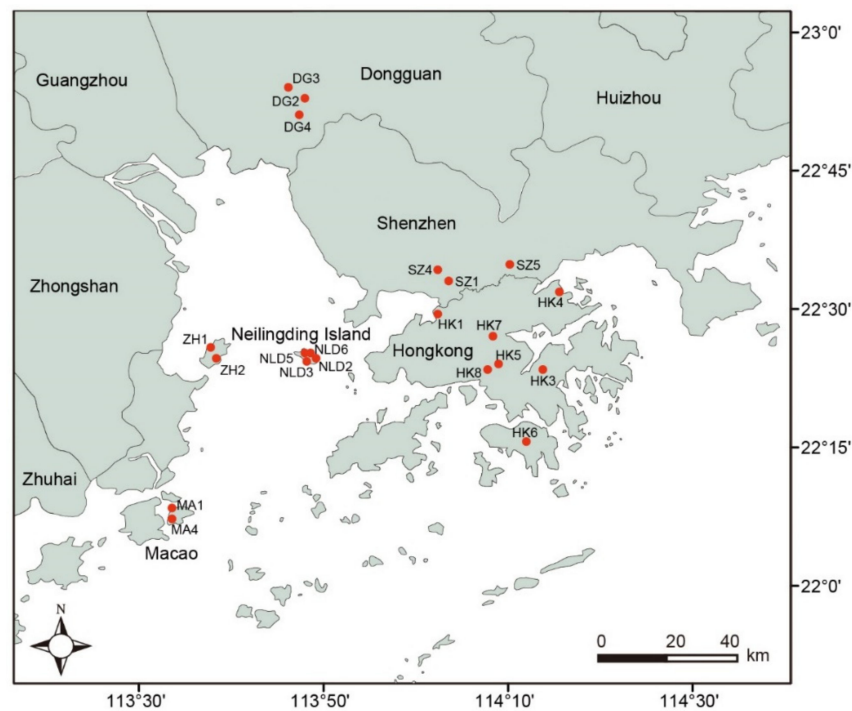 23°0'
Guangzhou
DG3
Dongguan
DG2
Huizhou
DG4
22°45'
Shenzhen
SZ4
SZ5
SZ1
Zhongshan
HK4
22°30'
HK1
HK7
ZH1
Neilingding Island
NLD6
Hongkong
HK5
NLD5
NLD2
ZH2
NLD3
HK8
HK3
HK6
22°15'
Zhuhai
MA1
MA4
Macao
22°0'
N
0
20
40
km
113°30'
113°50'
114°10'
114°30'